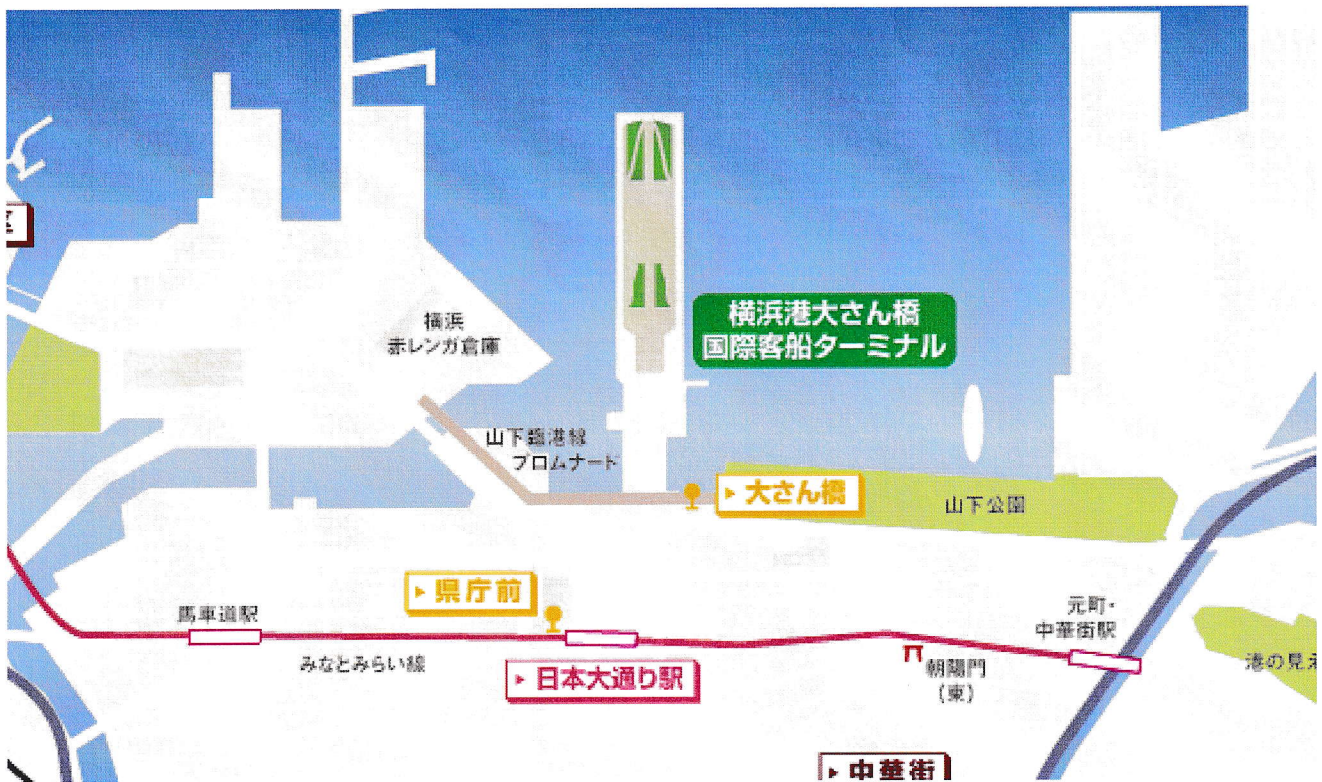 横浜
赤レンガ倉庫
横浜港大さん橋
国際客船ターミナル
山下臨港線
プロムナード
大さん橋
山下公園
県庁前
馬車道駅
みなとみらい線
日本大通り駅
朝陽門
(東)
元町・
中華街駅
港の見え
中華街